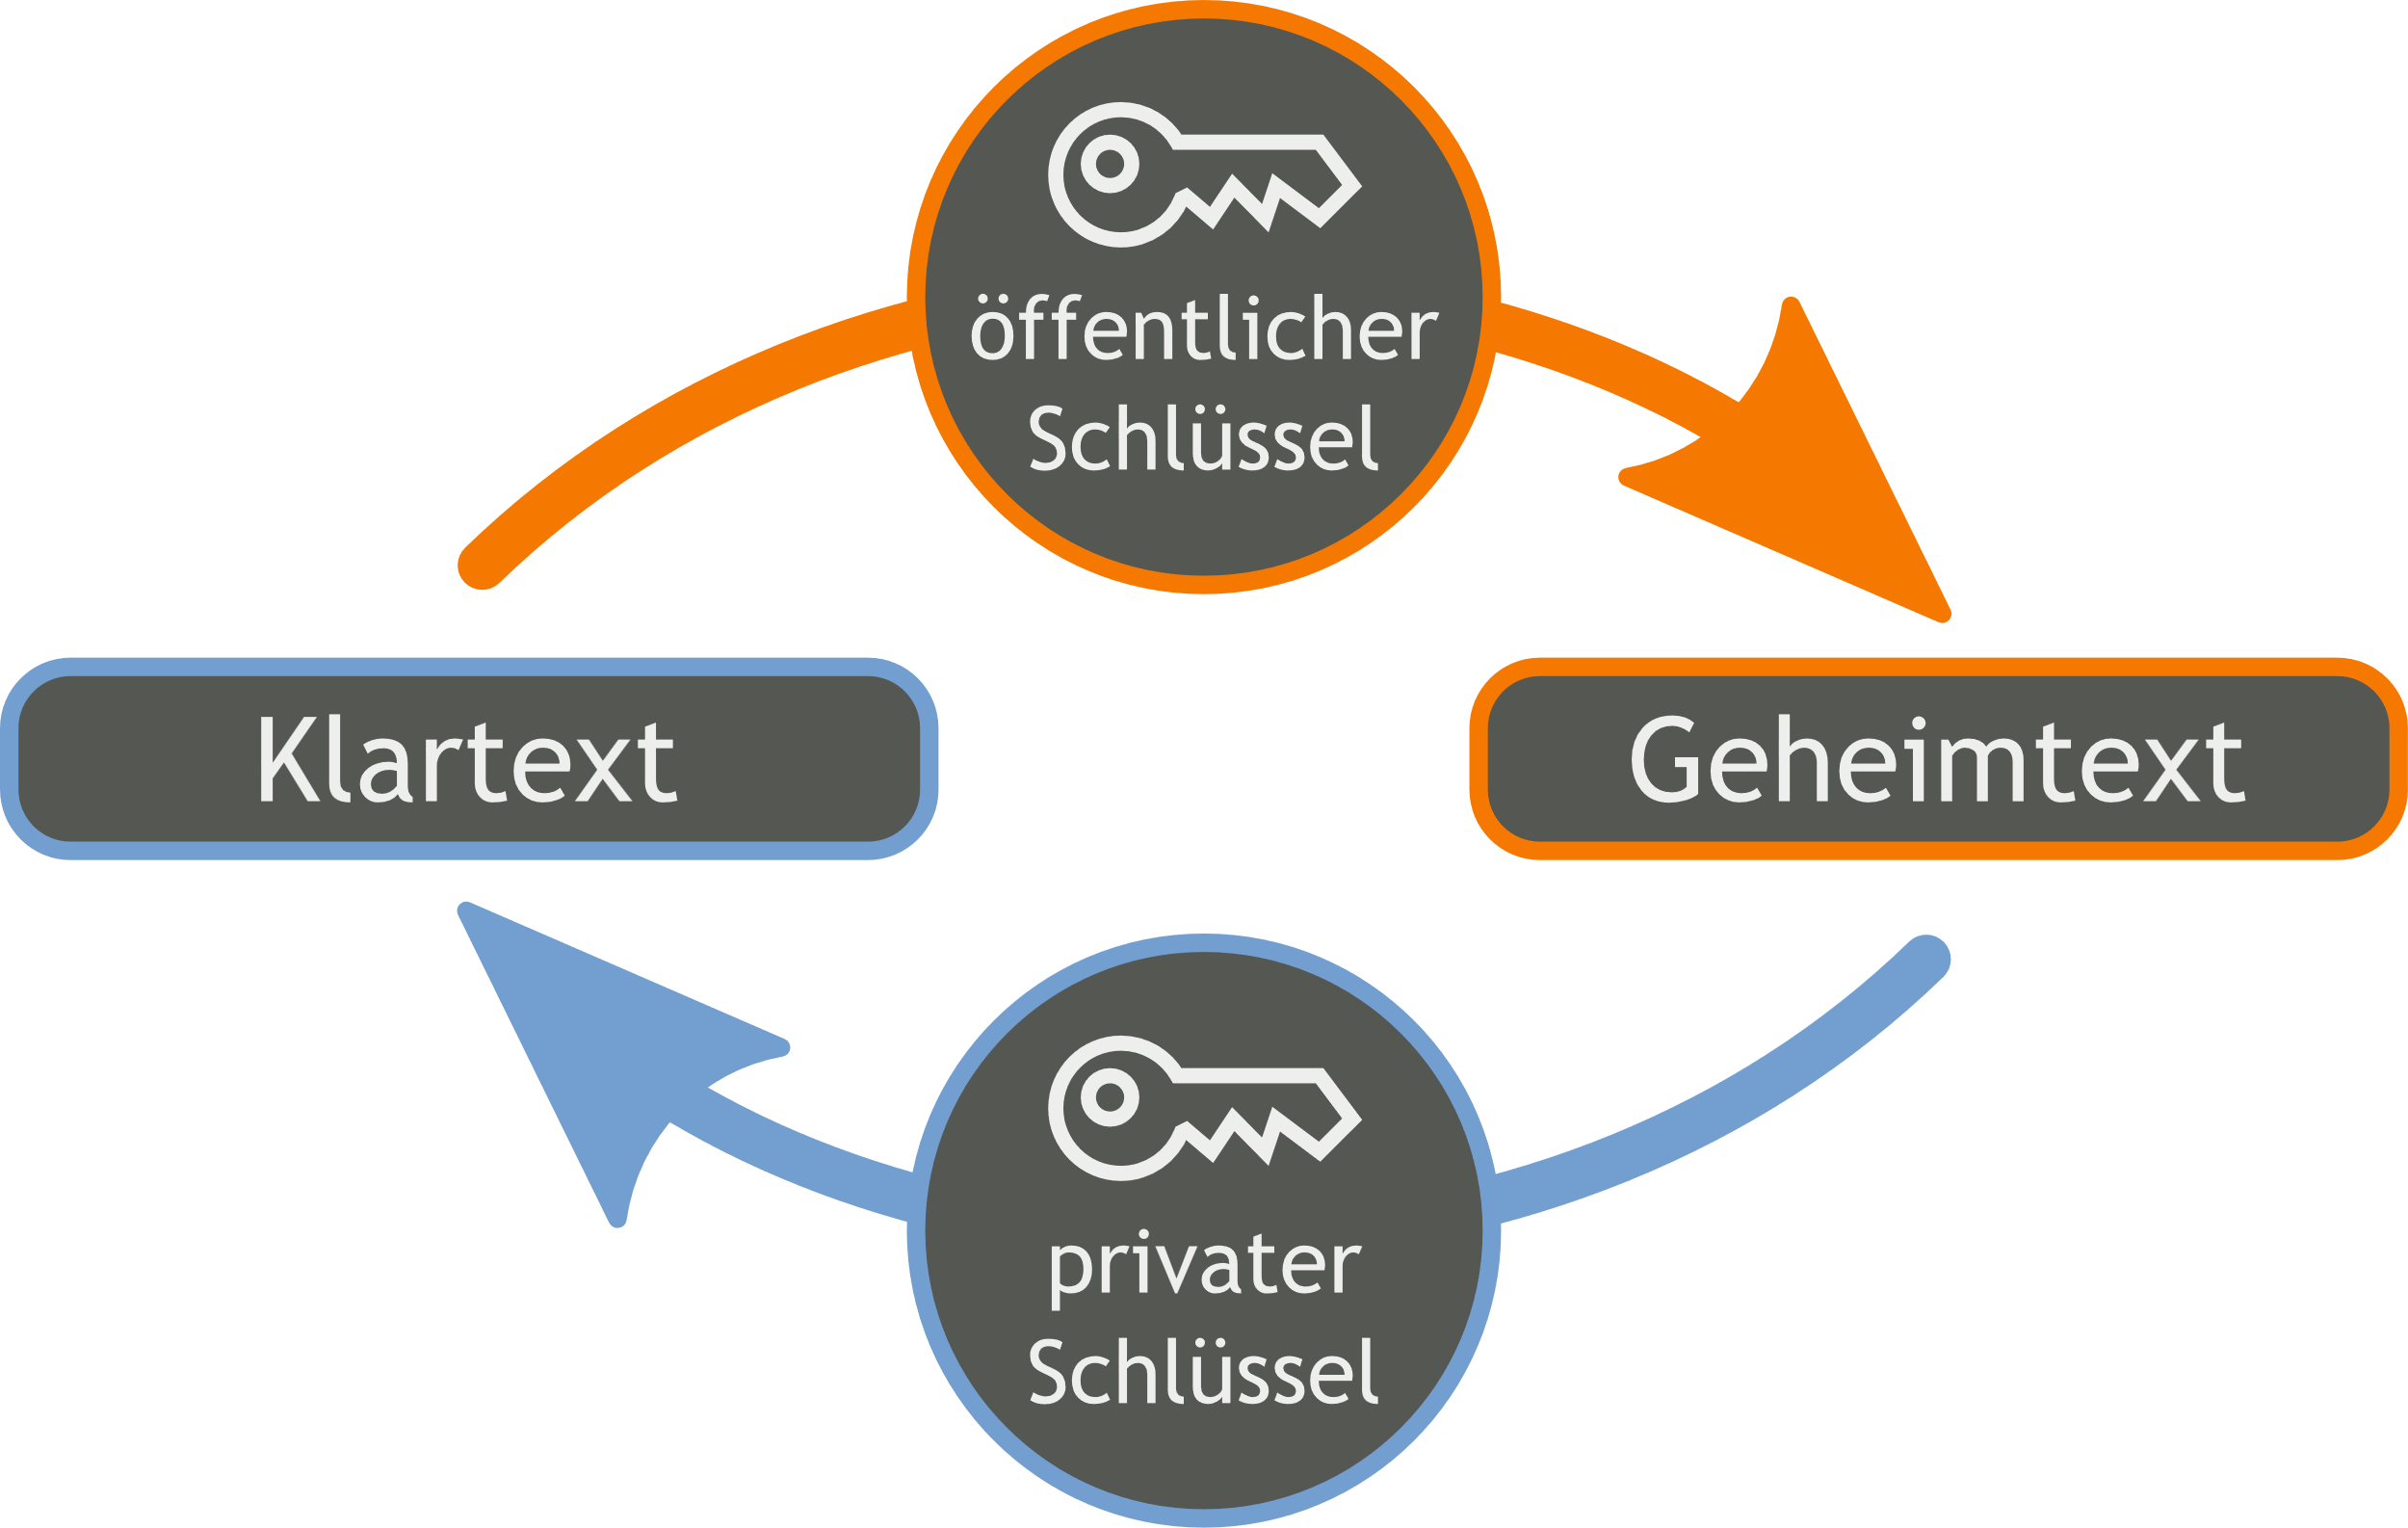 öffentlicher
Schlüssel
Klartext
Geheimtext
privater
Schlüssel